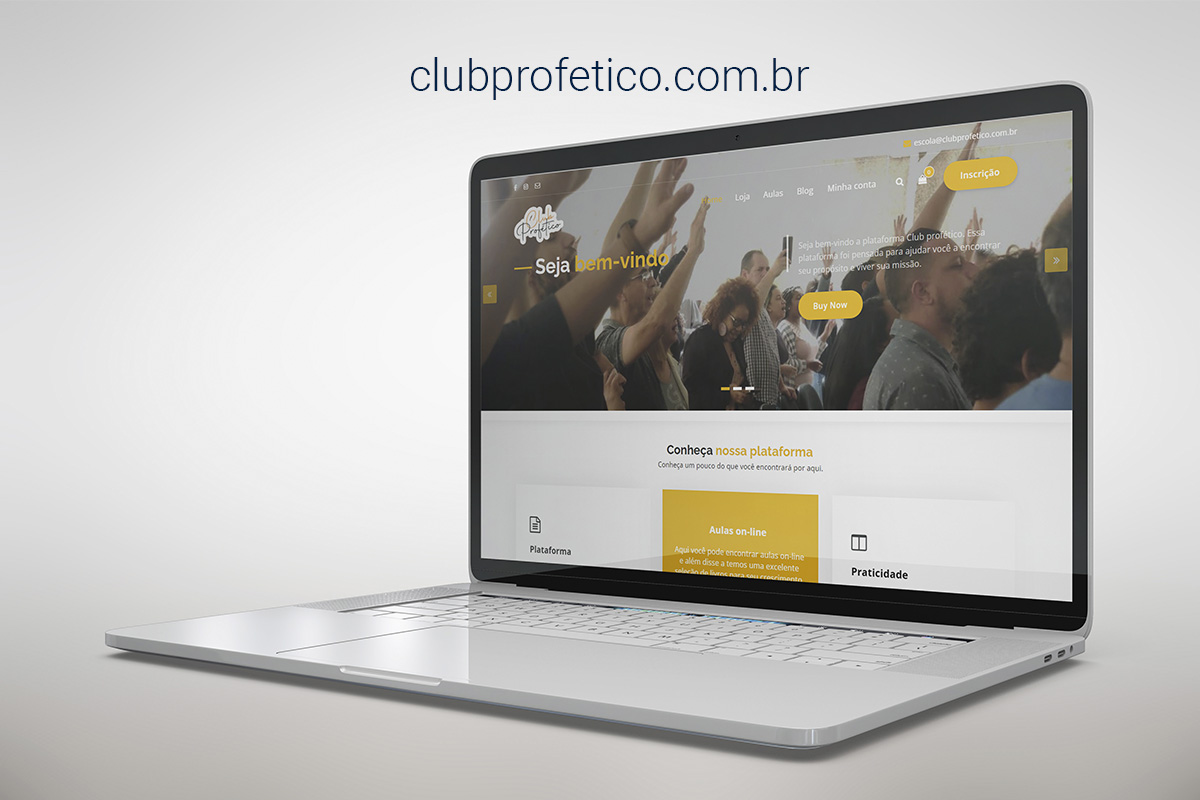 clubprofetico.com.br
escola@clubprofetico.com.br
Loja Aulas Blog Minha conta 0 Inscrição
Club
Profético
Seja bem-vindo
Seja bem-vindo a plataforma Club profético. Essa
plataforma foi pensada para ajudar você a encontrar
seu propósito e viver sua missão.
Buy Now
Conheça nossa plataforma
Conheça um pouco do que você encontrará por aqui.
Plataforma
Aulas on-line
Aqui você pode encontrar aulas on-line
e além disse a temos uma excelente
seleção de livros para seu crescimento
Praticidade